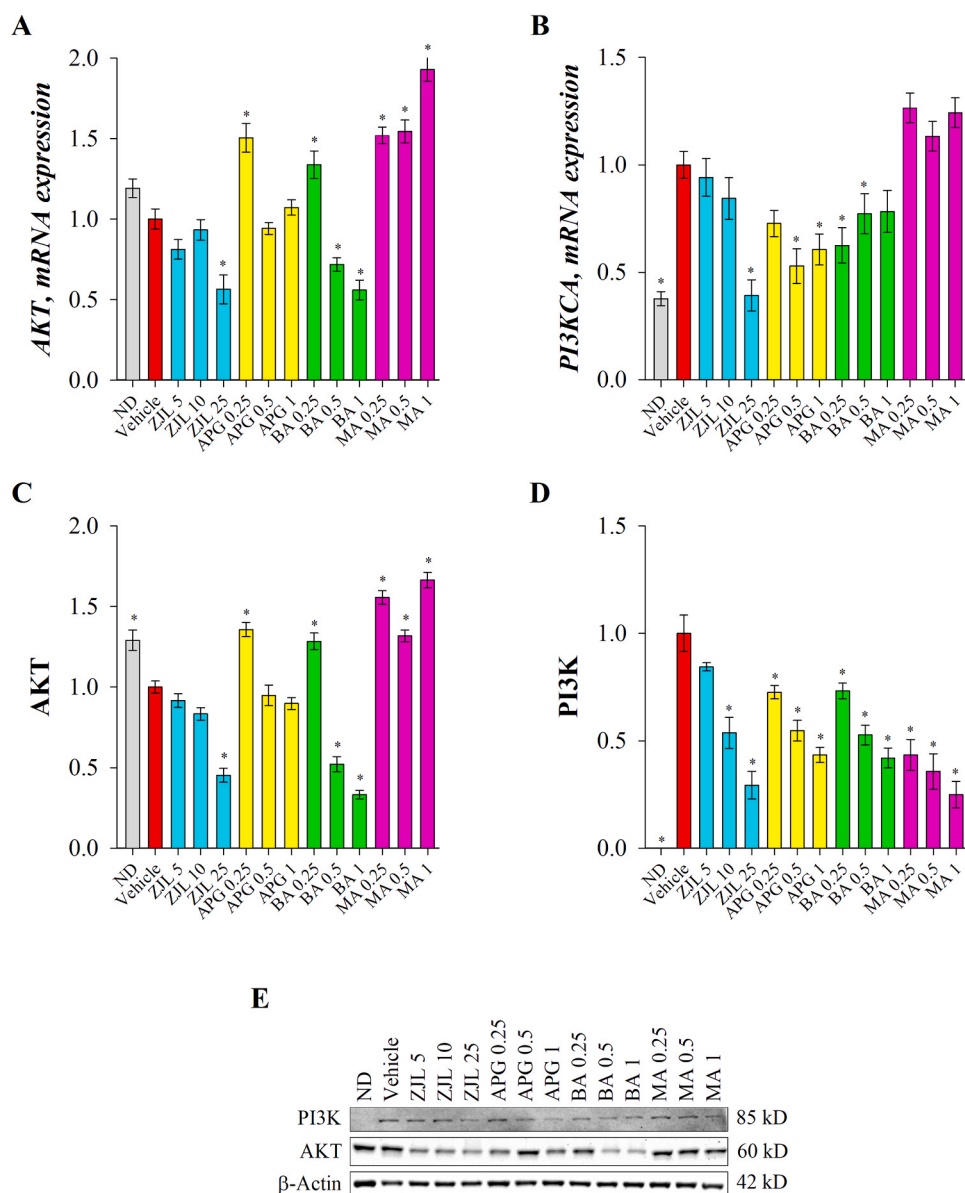 A
B
AKT, mRNA expression
2.0
1.5
1.0
0.5
0.0
* * * * * * * *
ND Vehicle ZJL 5 ZJL 10 ZJL 25 APG 0.25 APG 0.5 APG 1 BA 0.25 BA 0.5 BA 1 MA 0.25 MA 0.5 MA 1
PI3KCA, mRNA expression
1.5
1.0
0.5
0.0
* * * * * *
ND Vehicle ZJL 5 ZJL 10 ZJL 25 APG 0.25 APG 0.5 APG 1 BA 0.25 BA 0.5 BA 1 MA 0.25 MA 0.5 MA 1
C
D
AKT
2.0
1.5
1.0
0.5
0.0
* * * * * * * * *
ND Vehicle ZJL 5 ZJL 10 ZJL 25 APG 0.25 APG 0.5 APG 1 BA 0.25 BA 0.5 BA 1 MA 0.25 MA 0.5 MA 1
PI3K
1.5
1.0
0.5
0.0
* * * * * * * * * * * *
ND Vehicle ZJL 5 ZJL 10 ZJL 25 APG 0.25 APG 0.5 APG 1 BA 0.25 BA 0.5 BA 1 MA 0.25 MA 0.5 MA 1
E
ND Vehicle ZJL 5 ZJL 10 ZJL 25 APG 0.25 APG 0.5 APG 1 BA 0.25 BA 0.5 BA 1 MA 0.25 MA 0.5 MA 1
PI3K 85 kD
AKT 60 kD
β-Actin 42 kD